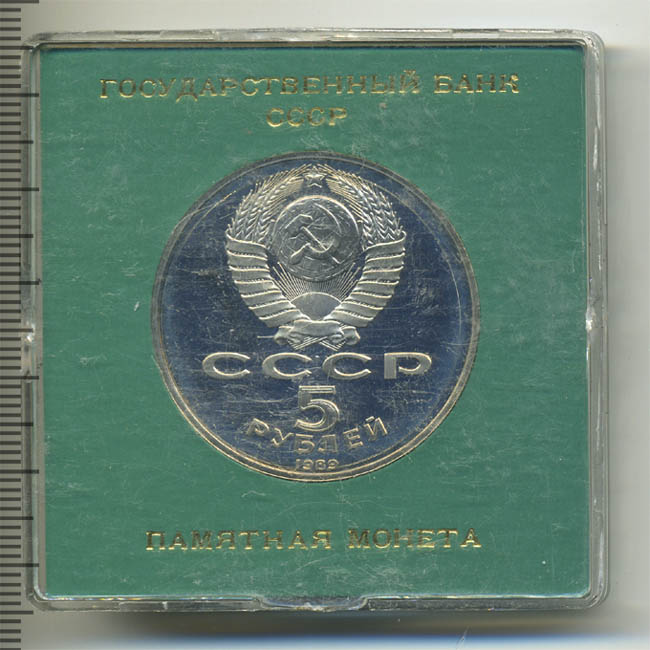 ГОСУДАРСТВЕННЫЙ БАНК
СССР
СССР
5
РУБЛЕЙ
1989
ПАМЯТНАЯ МОНЕТА